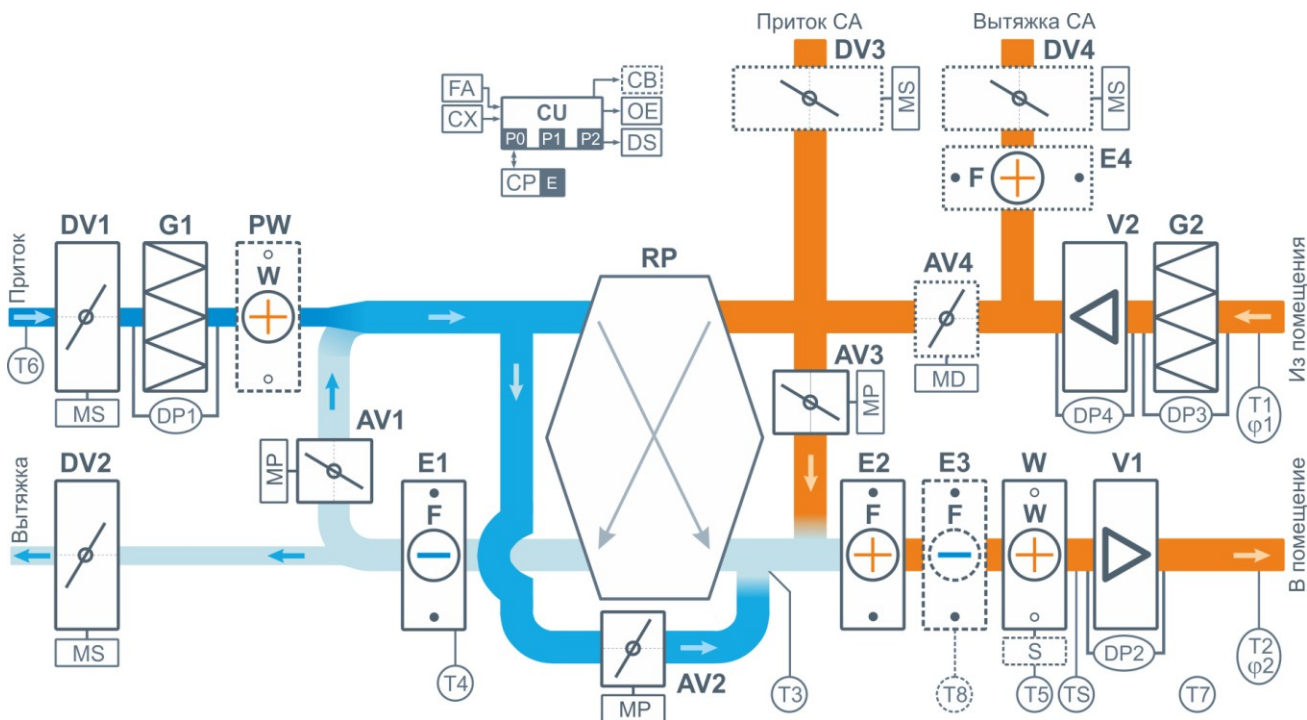 Приток СА
Вытяжка СА
DV3
DV4
MS
MS
FA
CX
CU
P0 P1 P2
CB
OE
DS
CP E
F
E4
DV1
G1
PW
W
RP
V2
G2
AV4
Приток
Из помещения
T6
MS
DP1
MD
DP4
DP3
T1
φ1
AV3
MP
AV1
MP
DV2
E1
F
E2
F
E3
F
W
W
V1
Вытяжка
В помещение
MS
T4
AV2
MP
T3
T8
S
T5
TS
DP2
T7
T2
φ2